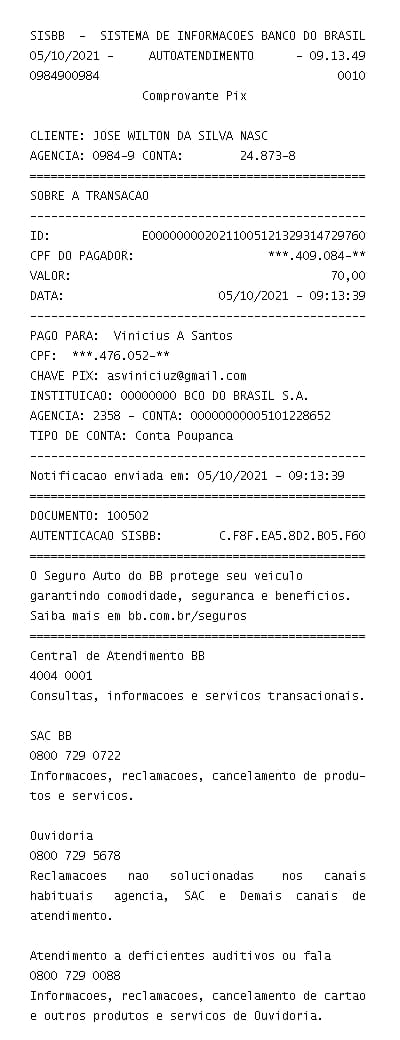 SISBB - SISTEMA DE INFORMACOES BANCO DO BRASIL
05/10/2021 - AUTOATENDIMENTO - 09.13.49
0984900984 0010
Comprovante Pix
CLIENTE: JOSE WILTON DA SILVA NASC
AGENCIA: 0984-9 CONTA: 24.873-8
================================================
SOBRE A TRANSACAO
------------------------------------------------
ID: E0000000020211005121329314729760
CPF DO PAGADOR: ***.409.084-**
VALOR: 70,00
DATA: 05/10/2021 - 09:13:39
------------------------------------------------
PAGO PARA: Vinicius A Santos
CPF: ***.476.052-**
CHAVE PIX: asviniciuz@gmail.com
INSTITUICAO: 00000000 BCO DO BRASIL S.A.
AGENCIA: 2358 - CONTA: 00000000005101228652
TIPO DE CONTA: Conta Poupanca
------------------------------------------------
Notificacao enviada em: 05/10/2021 - 09:13:39
================================================
DOCUMENTO: 100502
AUTENTICACAO SISBB: C.F8F.EA5.8D2.B05.F60
================================================
O Seguro Auto do BB protege seu veiculo
garantindo comodidade, seguranca e beneficios.
Saiba mais em bb.com.br/seguros
================================================
Central de Atendimento BB
4004 0001
Consultas, informacoes e servicos transacionais.
SAC BB
0800 729 0722
Informacoes, reclamacoes, cancelamento de produ-
tos e servicos.
Ouvidoria
0800 729 5678
Reclamacoes nao solucionadas nos canais
habituais agencia, SAC e Demais canais de
atendimento.
Atendimento a deficientes auditivos ou fala
0800 729 0088
Informacoes, reclamacoes, cancelamento de cartao
e outros produtos e servicos de Ouvidoria.